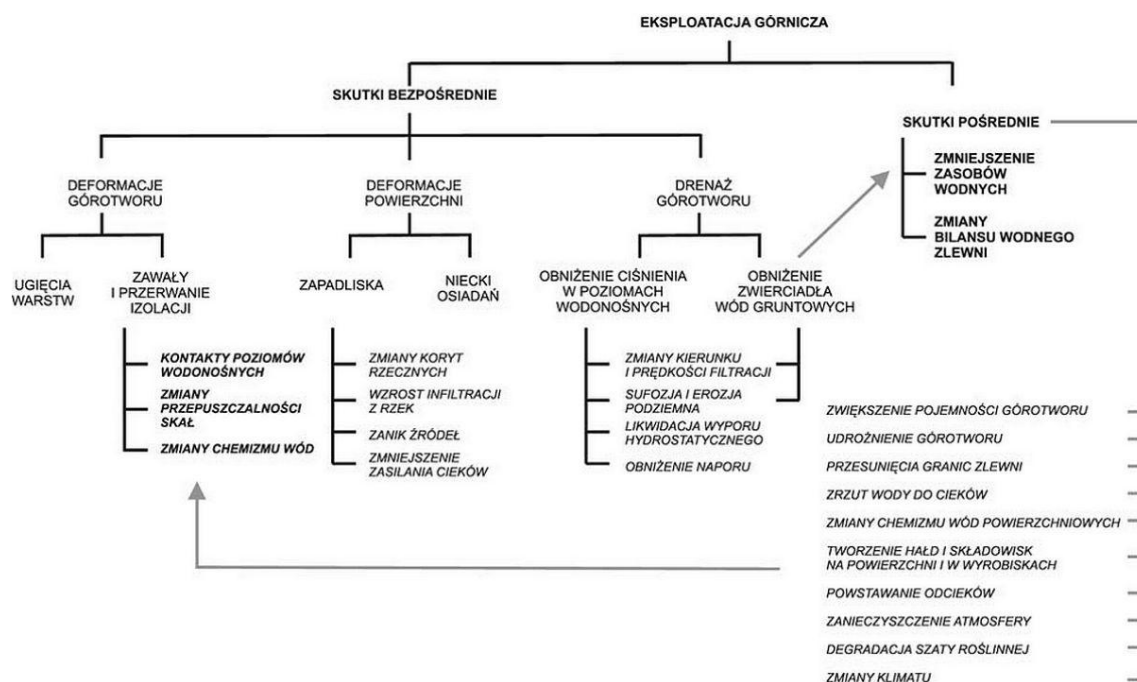 EKSPLOATACJA GÓRNICZA
SKUTKI BEZPOŚREDNIE
SKUTKI POŚREDNIE
ZMNIEJSZENIE
ZASOBÓW
WODNYCH
ZMIANY
BILANSU WODNEGO
ZLEWNI
DEFORMACJE
GÓROTWORU
DEFORMACJE
POWIERZCHNI
DRENAŻ
GÓROTWORU
UGIĘCIA
WARSTW
ZAWAŁY
I PRZERWANIE
IZOLACJI
ZAPADLISKA
NIECKI
OSIADAŃ
OBNIŻENIE CIŚNIENIA
W POZIOMACH
WODONOŚNYCH
OBNIŻENIE
ZWIERCIADŁA
WÓD GRUNTOWYCH
KONTAKTY POZIOMÓW
WODONOŚNYCH
ZMIANY
PRZEPUSZCZALNOŚCI
SKAŁ
ZMIANY CHEMIZMU WÓD
ZMIANY KORYT
RZECZNYCH
WZROST INFILTRACJI
Z RZEK
ZANIK ŹRÓDEŁ
ZMNIEJSZENIE
ZASILANIA CIEKÓW
ZMIANY KIERUNKU
I PRĘDKOŚCI FILTRACJI
SUFOZJA I EROZJA
PODZIEMNA
LIKWIDACJA WYPORU
HYDROSTATYCZNEGO
OBNIŻENIE NAPORU
ZWIĘKSZENIE POJEMNOŚCI GÓROTWORU
UDROŻNIENIE GÓROTWORU
PRZESUNIĘCIA GRANIC ZLEWNI
ZRZUT WODY DO CIEKÓW
ZMIANY CHEMIZMU WÓD POWIERZCHNIOWYCH
TWORZENIE HAŁD I SKŁADOWISK
NA POWIERZCHNI I W WYROBISKACH
POWSTAWANIE ODCIEKÓW
ZANIECZYSZCZENIE ATMOSFERY
DEGRADACJA SZATY ROŚLINNEJ
ZMIANY KLIMATU